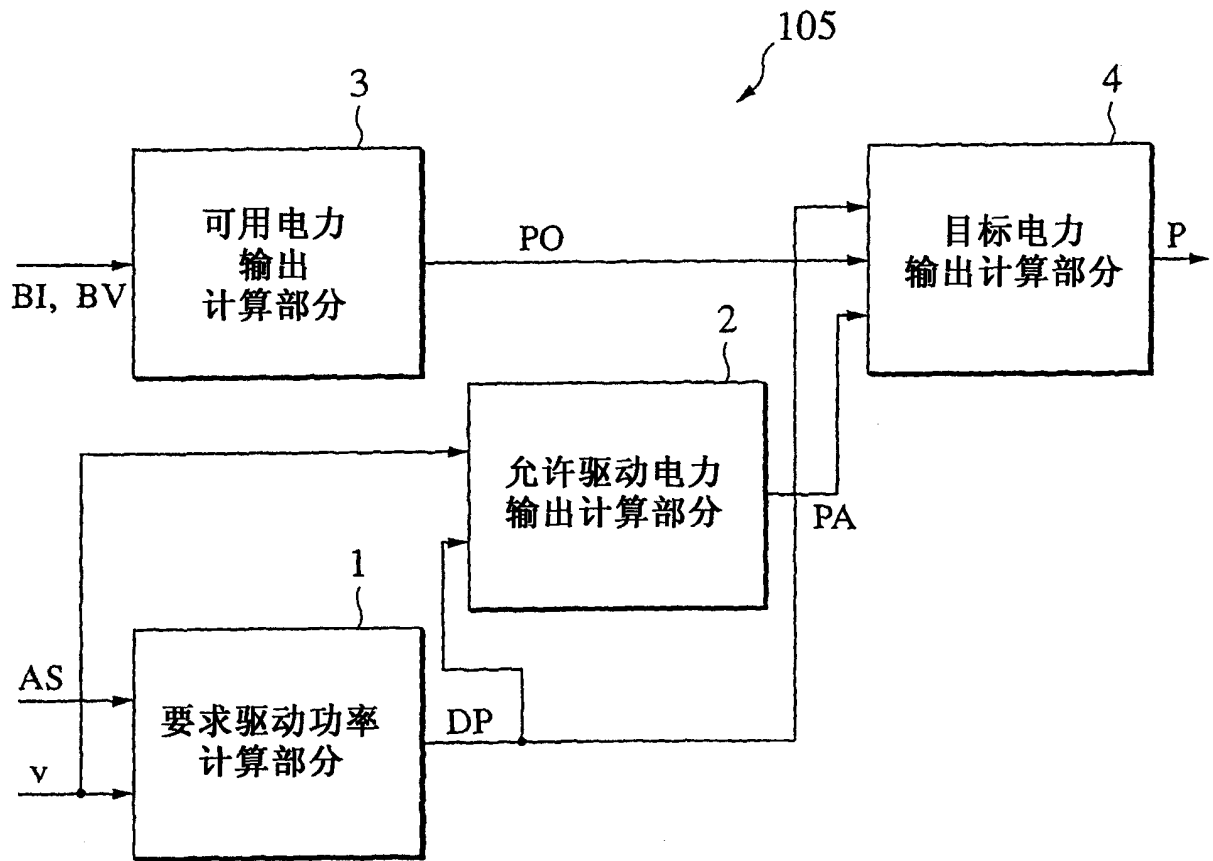 105
3
4
可用电力
输出
计算部分
目标电力
输出计算部分
PO
P
BI, BV
2
允许驱动电力
输出计算部分
PA
1
AS
要求驱动功率
计算部分
DP
v